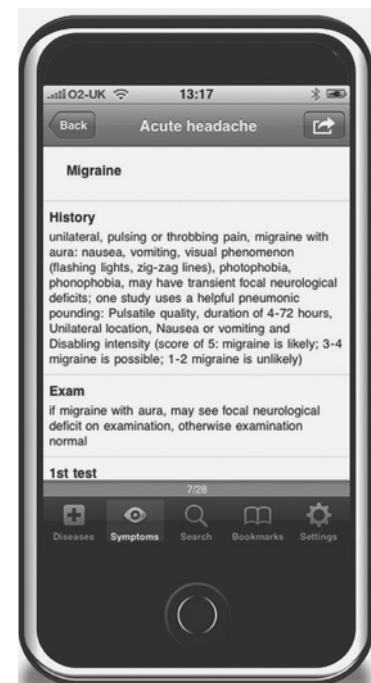 O2-UK 13:17
Back Acute headache
Migraine
History
unilateral, pulsing or throbbing pain, migraine with
aura: nausea, vomiting, visual phenomenon
(flashing lights, zig-zag lines), photophobia,
phonophobia, may have transient focal neurological
deficits; one study uses a helpful pneumonic
pounding: Pulsatile quality, duration of 4-72 hours,
Unilateral location, Nausea or vomiting and
Disabling intensity (score of 5: migraine is likely; 3-4
migraine is possible; 1-2 migraine is unlikely)
Exam
if migraine with aura, may see focal neurological
deficit on examination, otherwise examination
normal
1st test
7/28
Diseases Symptoms Search Bookmarks Settings